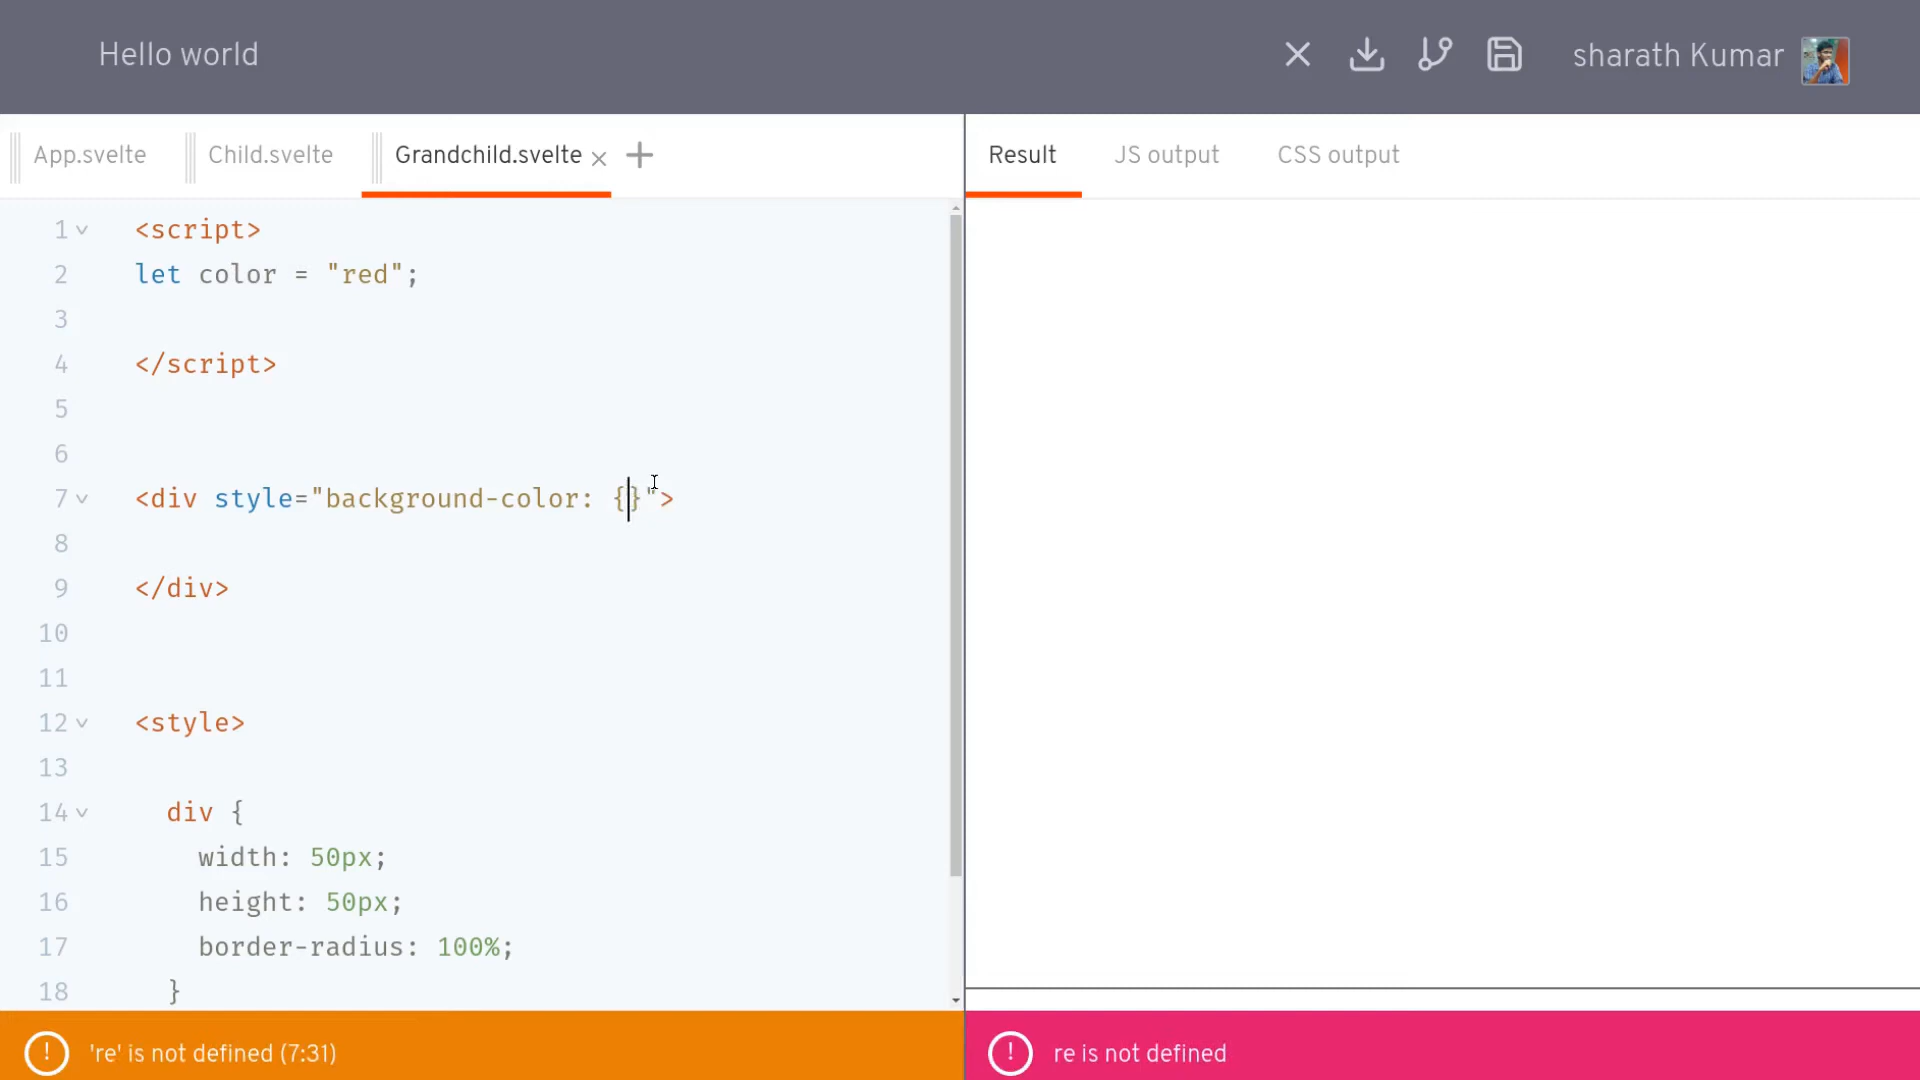 Hello world
sharath Kumar
App.svelte
Child.svelte
Grandchild.svelte
Result
JS output
CSS output
1 <script>
2 let color = "red";
3
4 </script>
5
6
7 <div style="background-color: {}">
8
9 </div>
10
11
12 <style>
13
14 div {
15 width: 50px;
16 height: 50px;
17 border-radius: 100%;
18 }
're' is not defined (7:31)
re is not defined